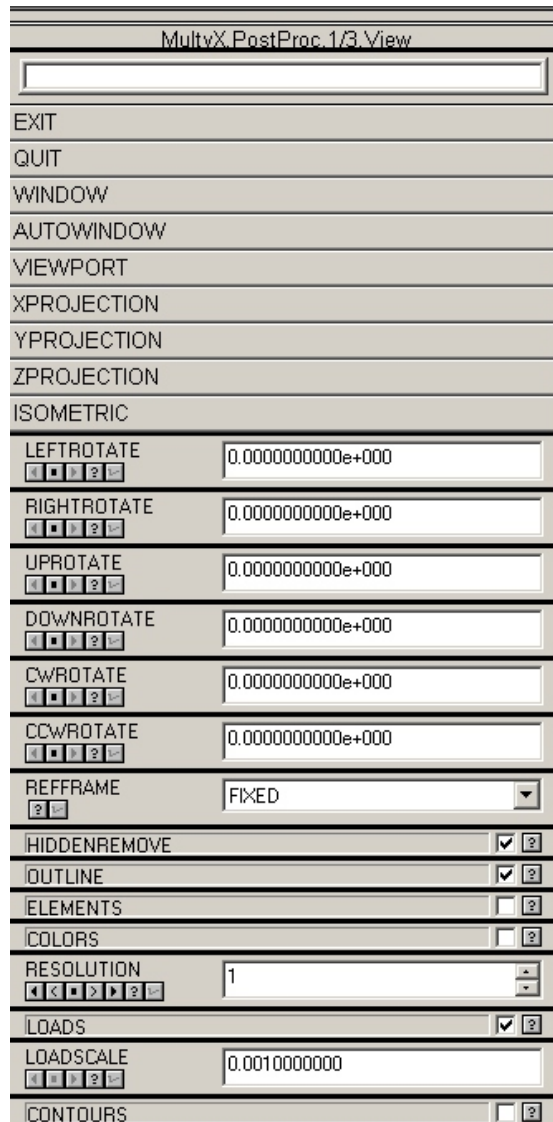 MultyX.PostProc.1/3.View
EXIT
QUIT
WINDOW
AUTOWINDOW
VIEWPORT
XPROJECTION
YPROJECTION
ZPROJECTION
ISOMETRIC
LEFTROTATE 0.0000000000e+000
?
RIGHTROTATE 0.0000000000e+000
?
UPROTATE 0.0000000000e+000
?
DOWNROTATE 0.0000000000e+000
?
CWROTATE 0.0000000000e+000
?
CCWROTATE 0.0000000000e+000
?
REFFRAME FIXED
?
HIDDENREMOVE ?
OUTLINE ?
ELEMENTS ?
COLORS ?
RESOLUTION 1
?
LOADS ?
LOADSCALE 0.0010000000
?
CONTOURS ?